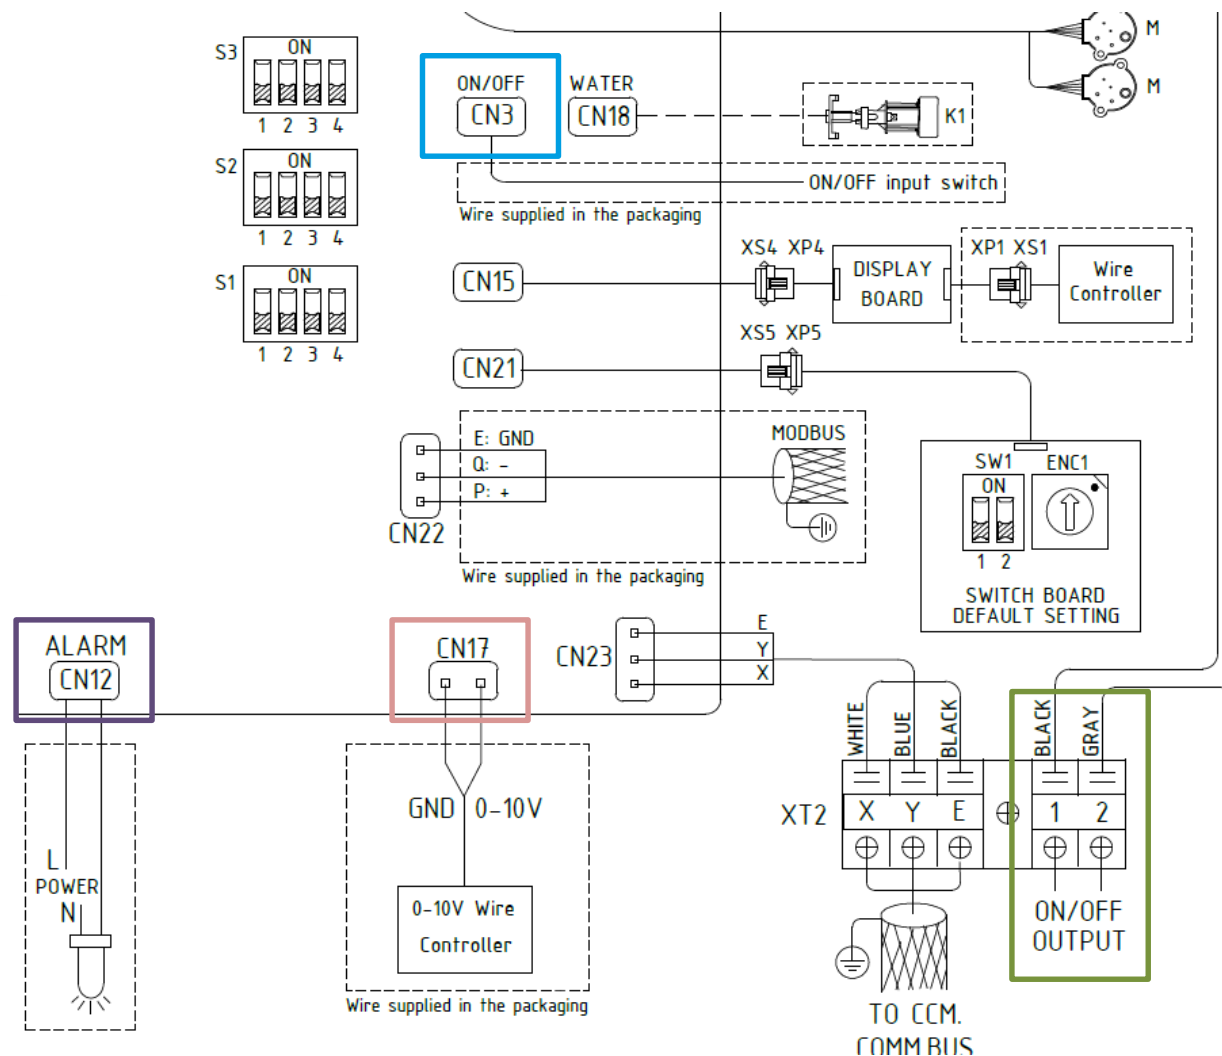 M
M
S3
ON
1 2 3 4
ON/OFF
CN3
WATER
CN18
K1
S2
ON
1 2 3 4
ON/OFF input switch
Wire supplied in the packaging
S1
ON
1 2 3 4
CN15
XS4 XP4
DISPLAY
BOARD
XP1 XS1
Wire
Controller
XS5 XP5
CN21
E: GND
Q: -
P: +
CN22
MODBUS
Wire supplied in the packaging
SW1
ON
1 2
ENC1
SWITCH BOARD
DEFAULT SETTING
ALARM
CN12
CN17
CN23
E
Y
X
WHITE
BLUE
BLACK
BLACK
GRAY
XT2
X Y E 1 2
GND 0-10V
L
POWER
N
0-10V Wire
Controller
Wire supplied in the packaging
ON/OFF
OUTPUT
TO CCM.
COMM.BUS